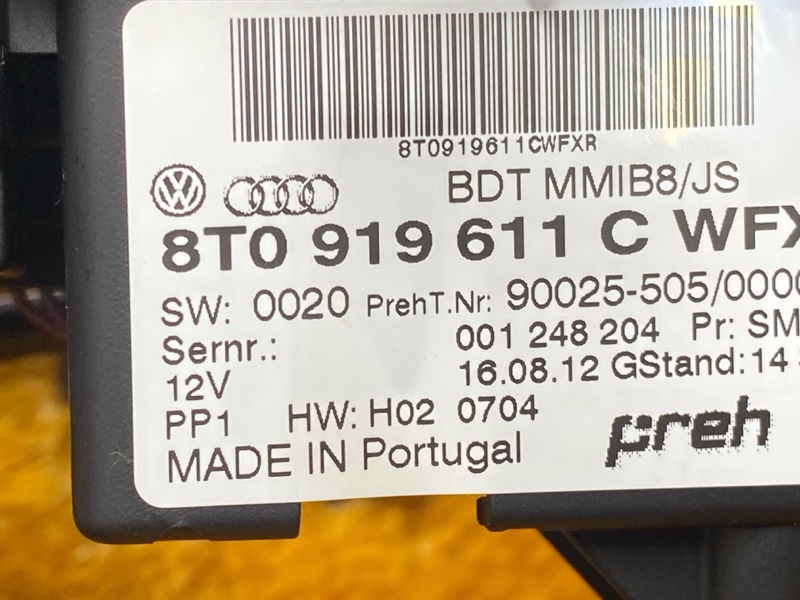 8T0919611CWFXR
BDT MMIB8/JS
8T0 919 611 C WFX
SW: 0020 PrehT.Nr: 90025-505/0000
Sernr.: 001 248 204 Pr: SM
12V 16.08.12 GStand: 14
PP1 HW: H02 0704
preh
MADE IN Portugal